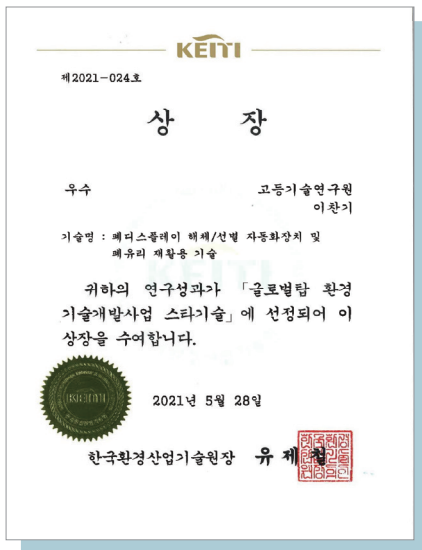 KEITI
제2021-024호
상 장
우수
고등기술연구원
이찬기
기술명 : 폐디스플레이 해체/선별 자동화장치 및
폐유리 재활용 기술
귀하의 연구성과가 「글로벌탑 환경
기술개발사업 스타기술」에 선정되어 이
상장을 수여합니다.
KEITI
2021년 5월 28일
한국환경산업기술원장 유제철